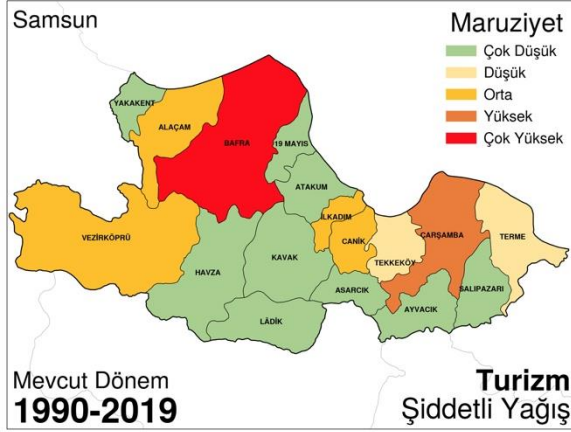 Samsun
Maruziyet
Çok Düşük
Düşük
Orta
Yüksek
Çok Yüksek
YAKAKENT
ALAÇAM
BAFRA
19 MAYIS
ATAKUM
İLKADIM
CANİK
TEKKEKÖY
ÇARŞAMBA
TERME
VEZİRKÖPRÜ
HAVZA
KAVAK
ASARCIK
AYVACIK
SALIPAZARI
LÂDİK
Mevcut Dönem
1990-2019
Turizm
Şiddetli Yağış